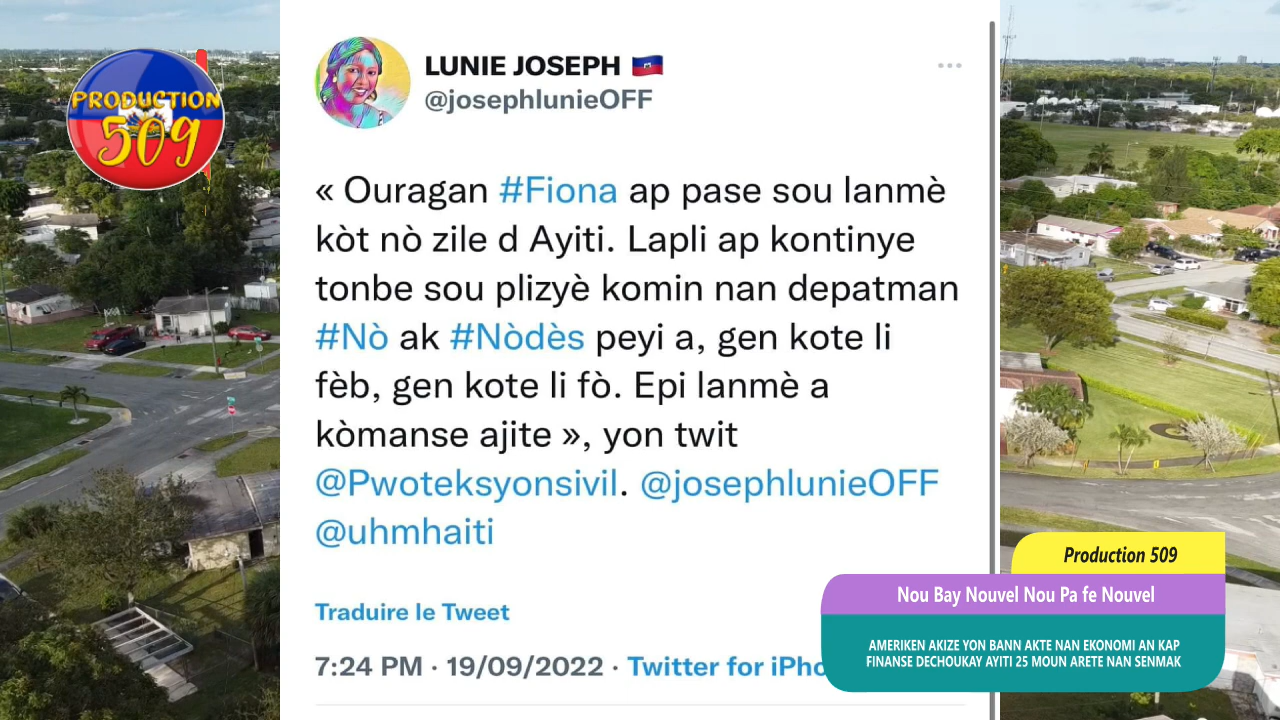 PRODUCTION
509
LUNIE JOSEPH
@josephlunieOFF
« Ouragan #Fiona ap pase sou lanmè
kòt nò zile d Ayiti. Lapli ap kontinye
tonbe sou plizyè komin nan depatman
#Nò ak #Nòdès peyi a, gen kote li
fèb, gen kote li fò. Epi lanmè a
kòmanse ajite », yon twit
@Pwoteksyonsivil. @josephlunieOFF
@uhmhaiti
Traduire le Tweet
7:24 PM · 19/09/2022 · Twitter for iPho
Production 509
Nou Bay Nouvel Nou Pa fe Nouvel
AMERIKEN AKIZE YON BANN AKTE NAN EKONOMI AN KAP
FINANSE DECHOUKAY AYITI 25 MOUN ARETE NAN SENMAK